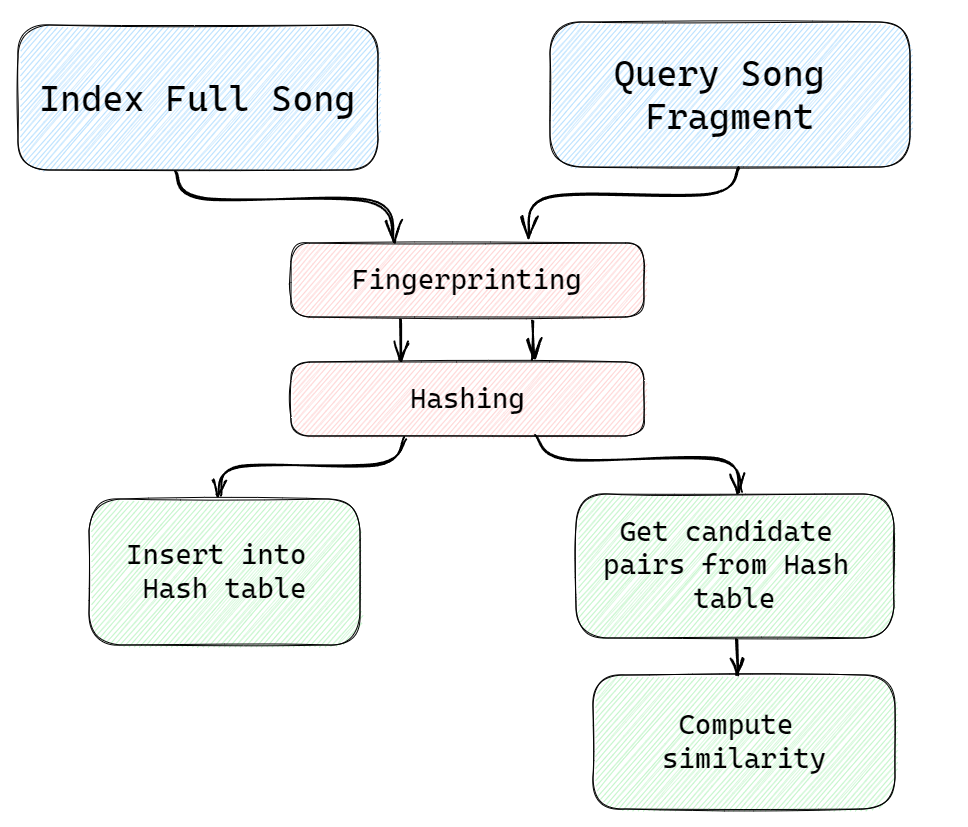 Index Full Song
Query Song
Fragment
Fingerprinting
Hashing
Insert into
Hash table
Get candidate
pairs from Hash
table
Compute
similarity